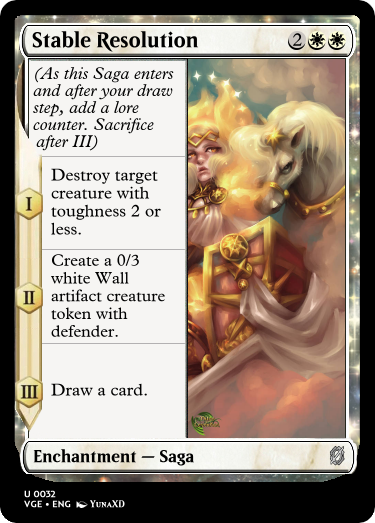 Stable Resolution 2
(As this Saga enters
and after your draw
step, add a lore
counter. Sacrifice
after III)
I
Destroy target
creature with
toughness 2 or
less.
II
Create a 0/3
white Wall
artifact creature
token with
defender.
III
Draw a card.
Enchantment — Saga
U 0032
VGE • ENG YunaXD